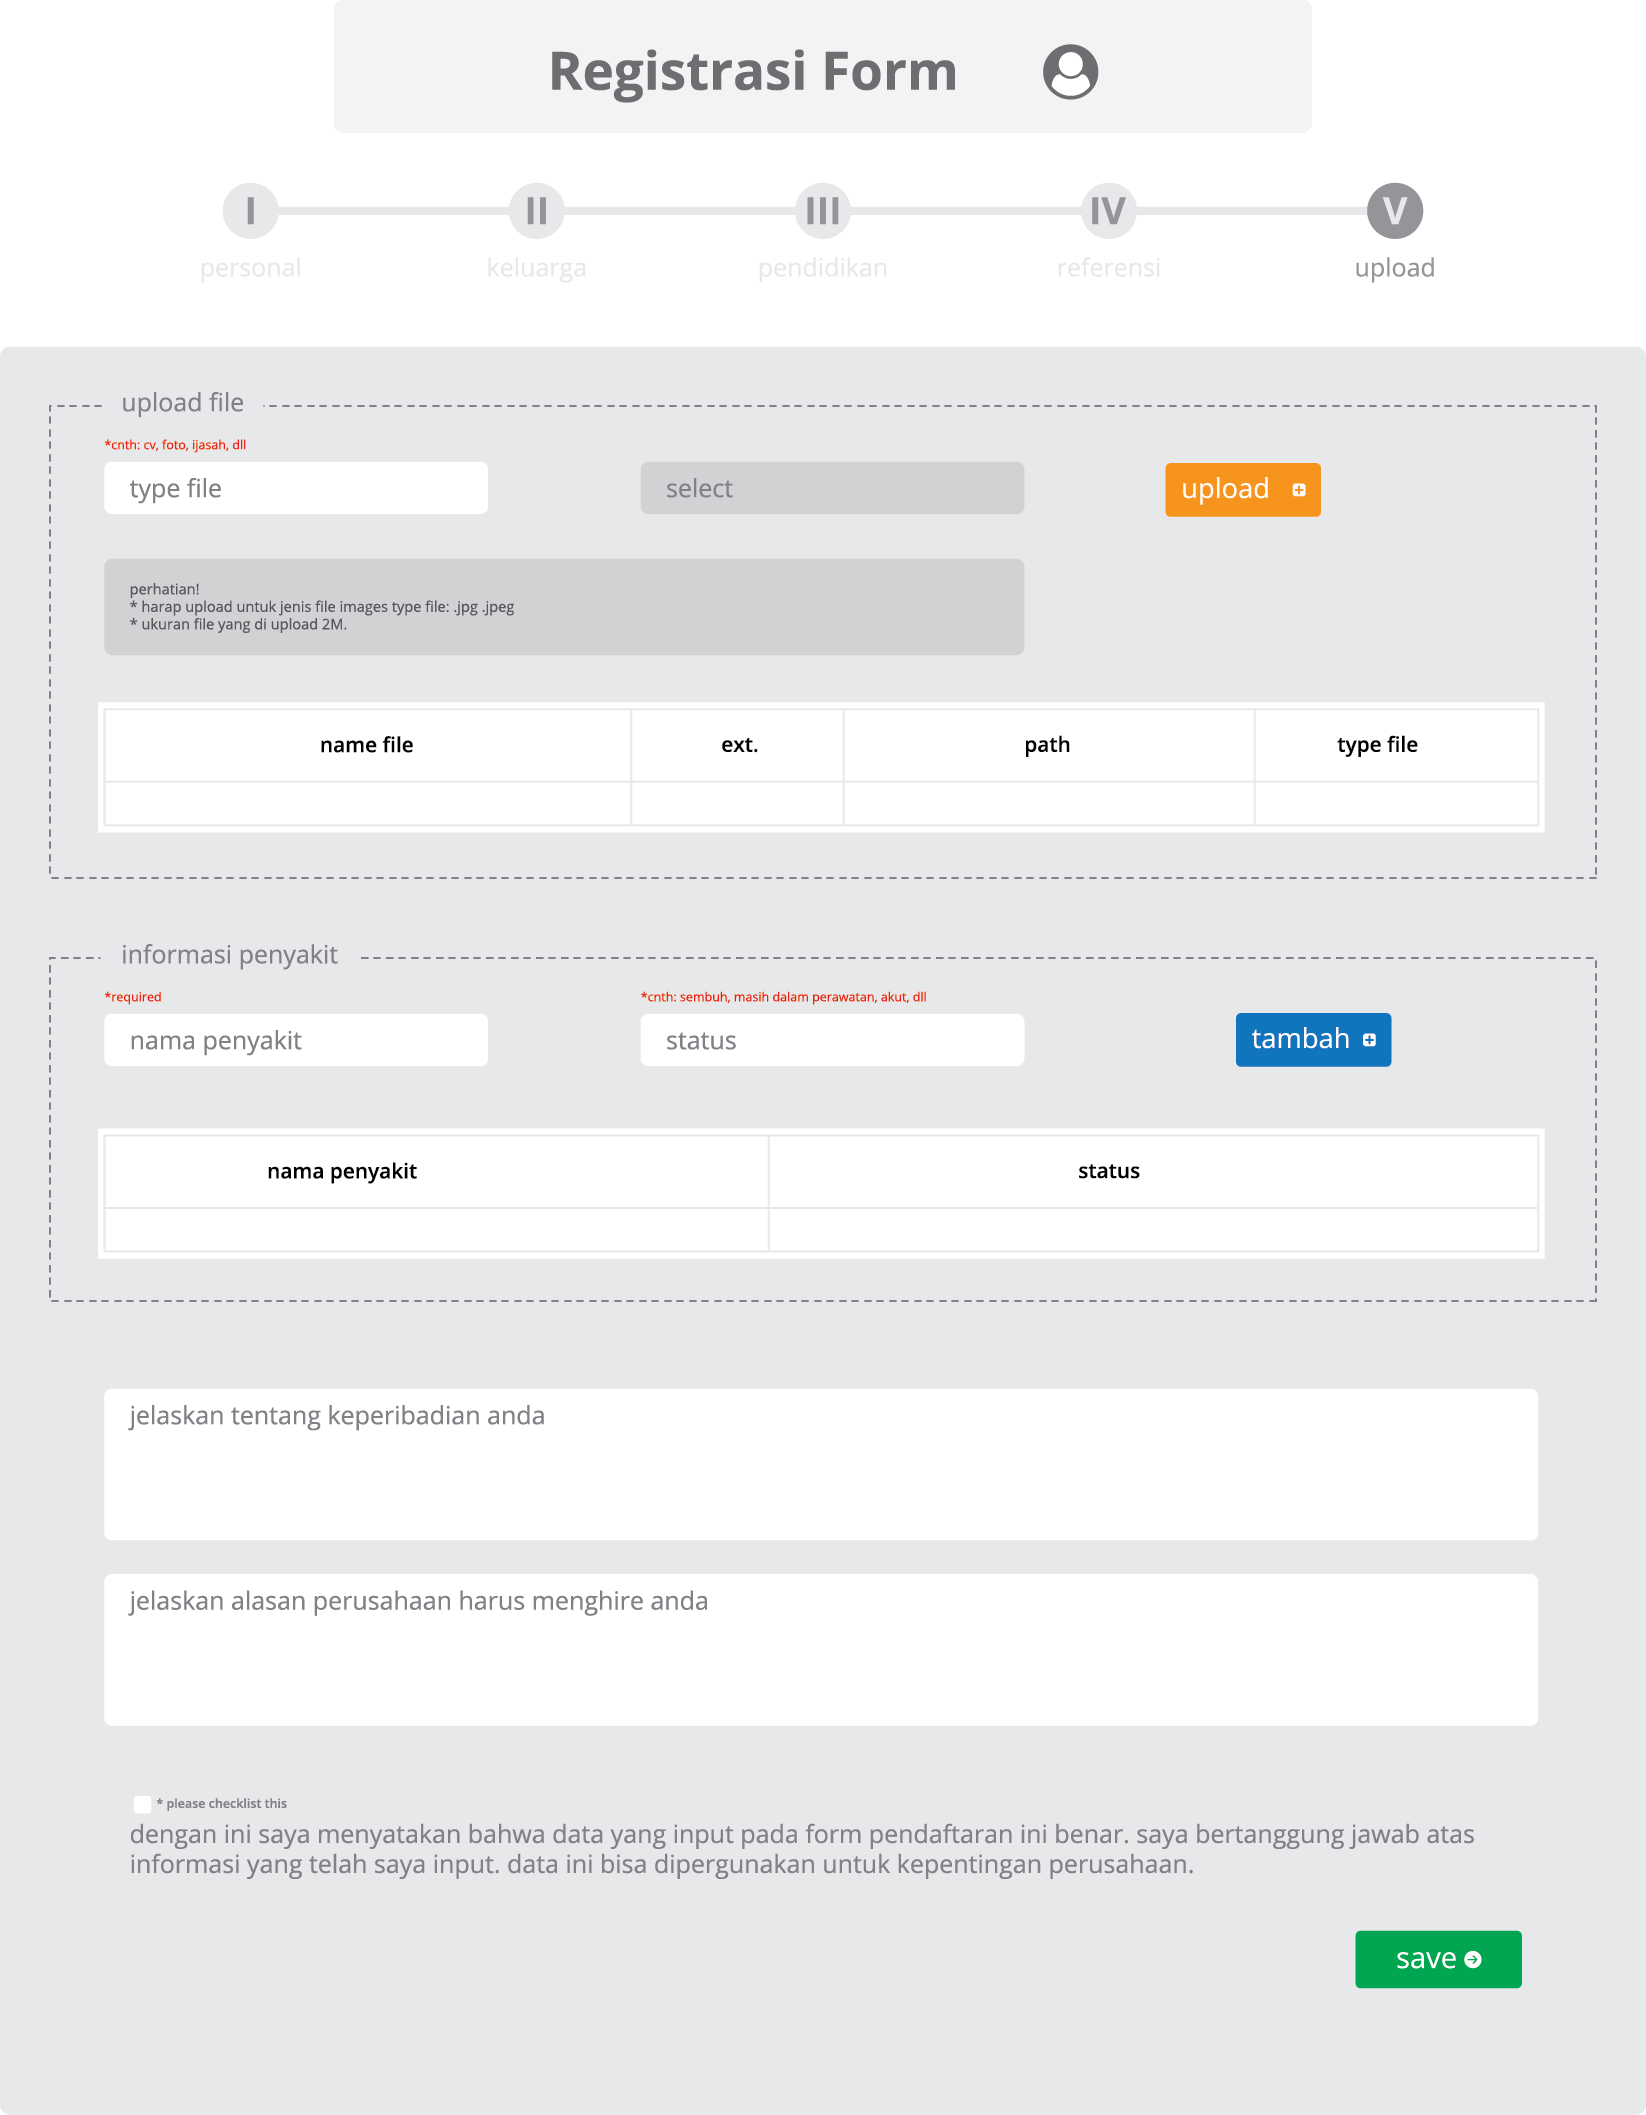 Registrasi Form
I II III IV V
personal keluarga pendidikan referensi upload
upload file
*cnth: cv, foto, ijasah, dll
type file select upload
perhatian!
* harap upload untuk jenis file images type file: .jpg .jpeg
* ukuran file yang di upload 2M.
name file ext. path type file
informasi penyakit
*required *cnth: sembuh, masih dalam perawatan, akut, dll
nama penyakit status tambah
nama penyakit status
jelaskan tentang keperibadian anda
jelaskan alasan perusahaan harus menghire anda
* please checklist this
dengan ini saya menyatakan bahwa data yang input pada form pendaftaran ini benar. saya bertanggung jawab atas
informasi yang telah saya input. data ini bisa dipergunakan untuk kepentingan perusahaan.
save